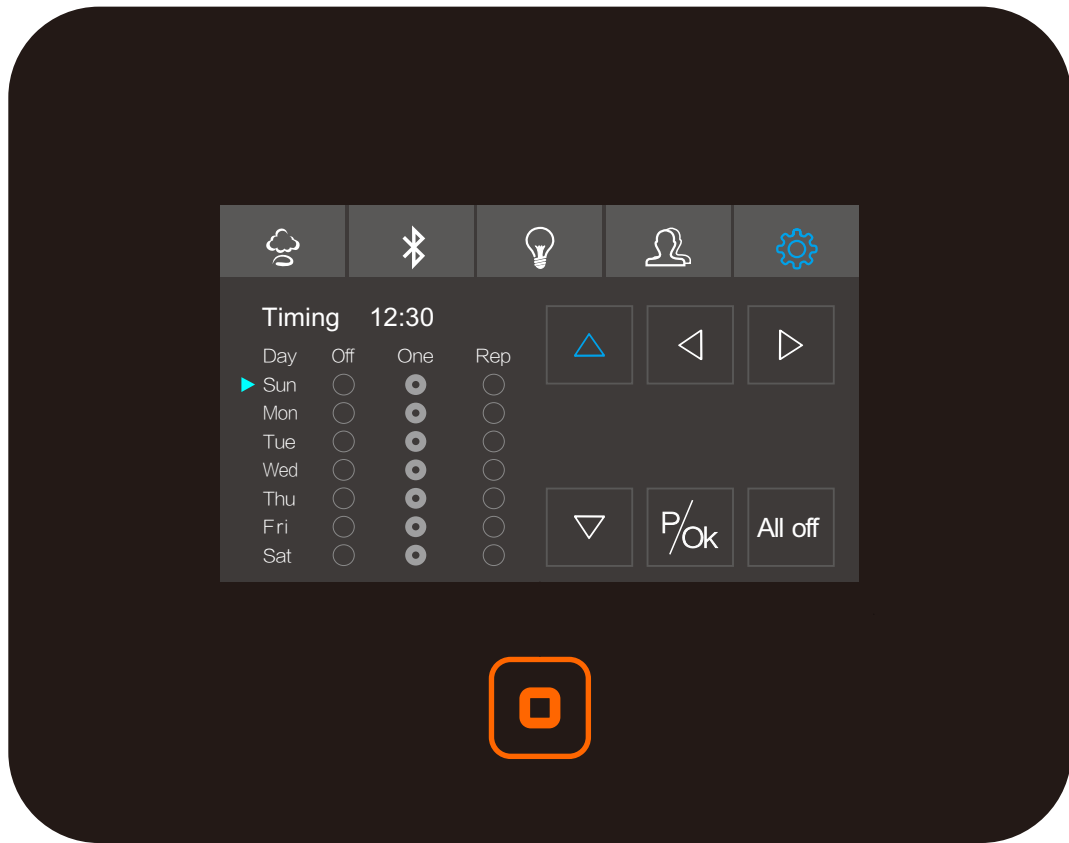 Timing 12:30
Day Off One Rep
Sun
Mon
Tue
Wed
Thu
Fri
Sat
P/Ok
All off